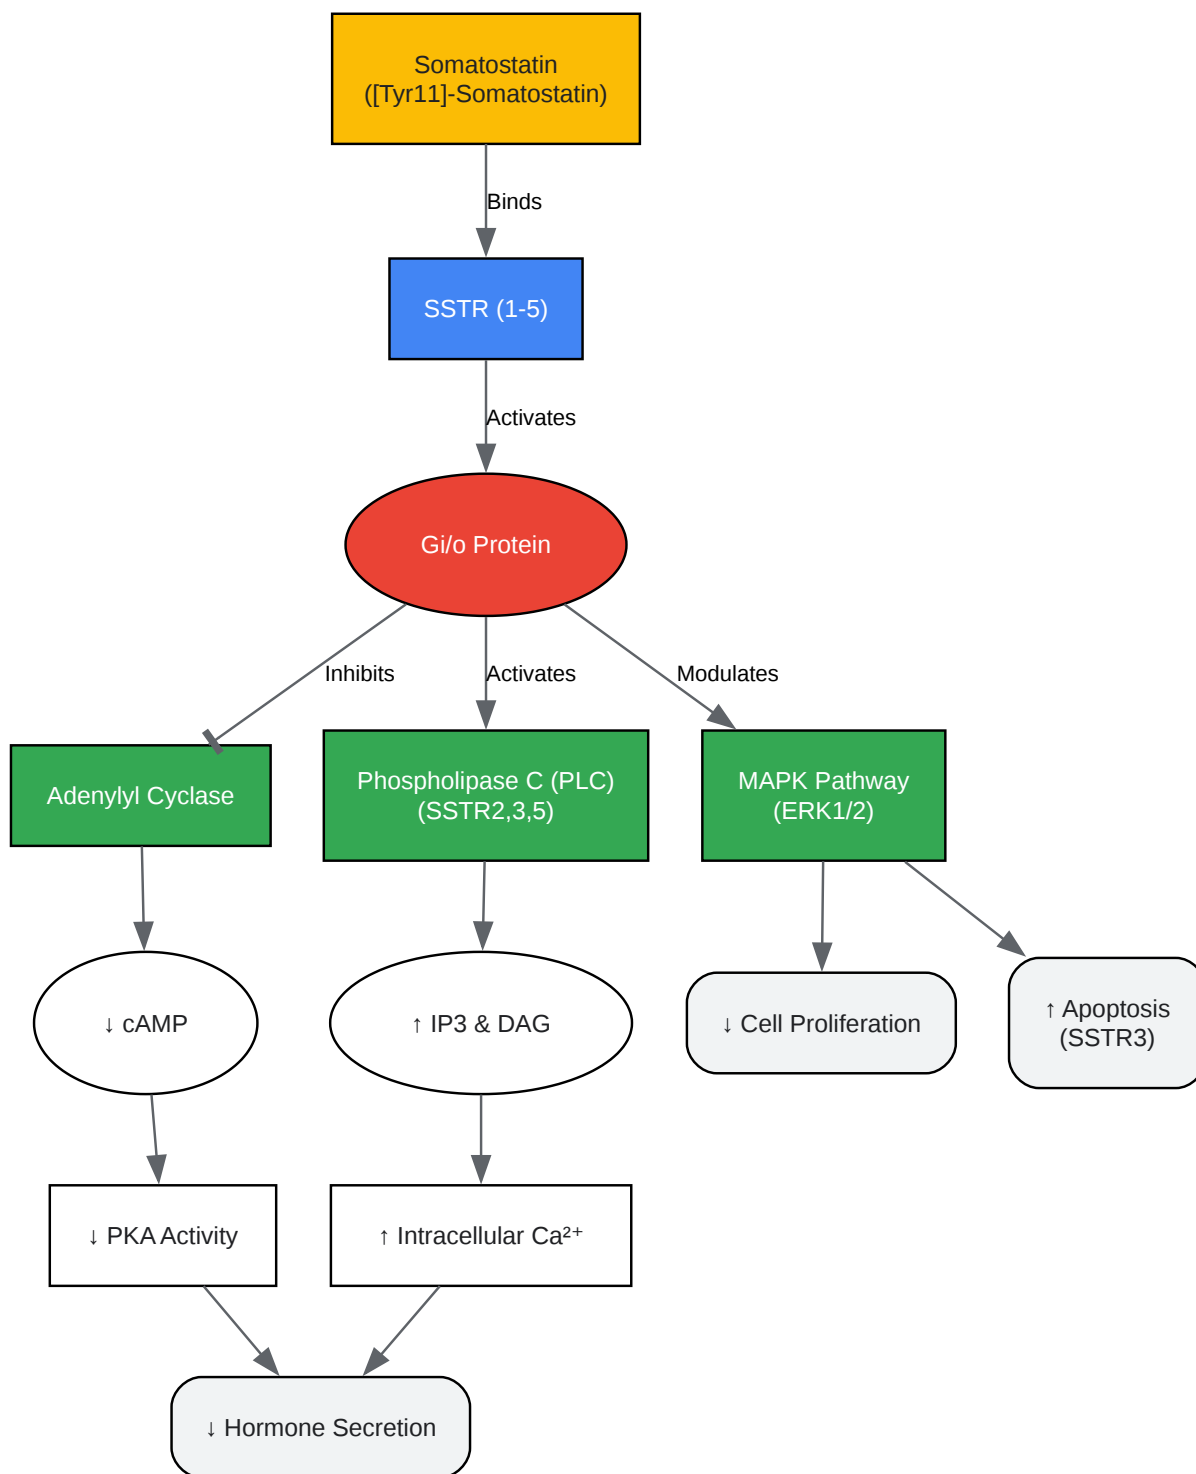 Somatostatin
([Tyr11]-Somatostatin)
Binds
SSTR (1-5)
Activates
Gi/o Protein
Inhibits
Activates
Modulates
Adenylyl Cyclase
Phospholipase C (PLC)
(SSTR2,3,5)
MAPK Pathway
(ERK1/2)
↓ cAMP
↑ IP3 & DAG
↓ Cell Proliferation
↑ Apoptosis
(SSTR3)
↓ PKA Activity
↑ Intracellular Ca²⁺
↓ Hormone Secretion